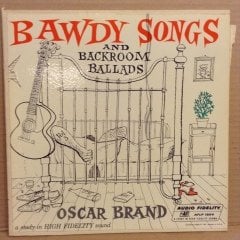 BAWDY SONGS
AND
BACKROOM
BALLADS
OSCAR BRAND
a study in HIGH FIDELITY sound
AUDIO FIDELITY